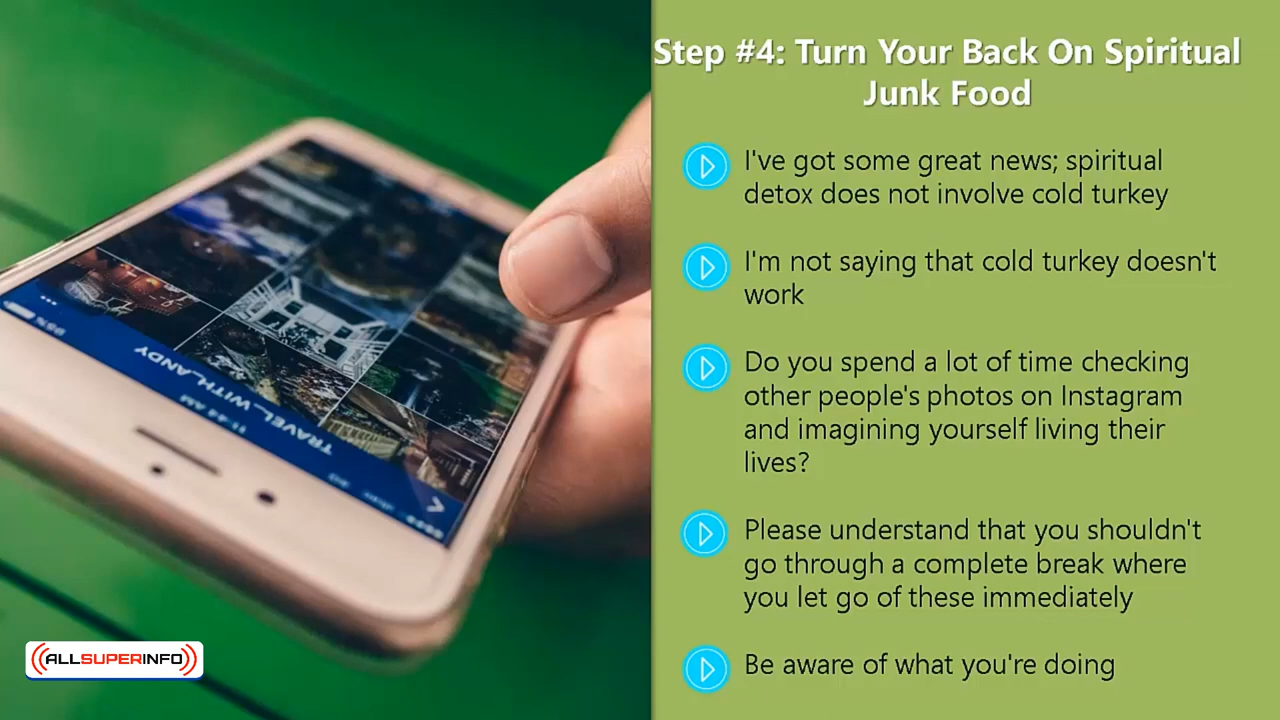 Step #4: Turn Your Back On Spiritual
Junk Food
I've got some great news; spiritual
detox does not involve cold turkey
I'm not saying that cold turkey doesn't
work
Do you spend a lot of time checking
other people's photos on Instagram
and imagining yourself living their
lives?
Please understand that you shouldn't
go through a complete break where
you let go of these immediately
Be aware of what you're doing
TRAVEL_WITH_ANDY
11:44 AM
ALLSUPERINFO